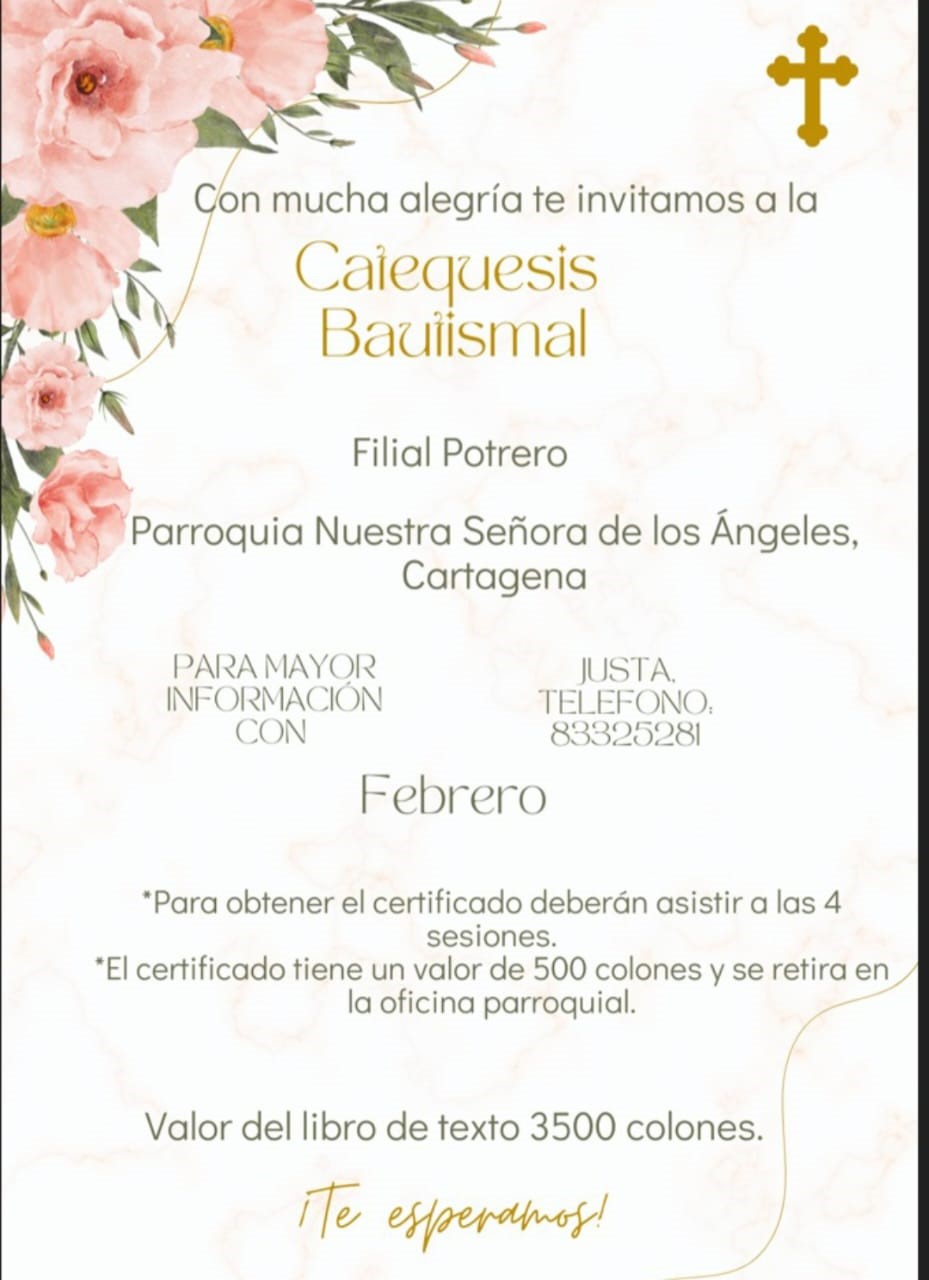 Con mucha alegría te invitamos a la
Catequesis
Bautismal
Filial Potrero
Parroquia Nuestra Señora de los Ángeles,
Cartagena
PARA MAYOR
INFORMACIÓN
CON
JUSTA.
TELEFONO:
83325281
Febrero
*Para obtener el certificado deberán asistir a las 4
sesiones.
*El certificado tiene un valor de 500 colones y se retira en
la oficina parroquial.
Valor del libro de texto 3500 colones.
¡Te esperamos!